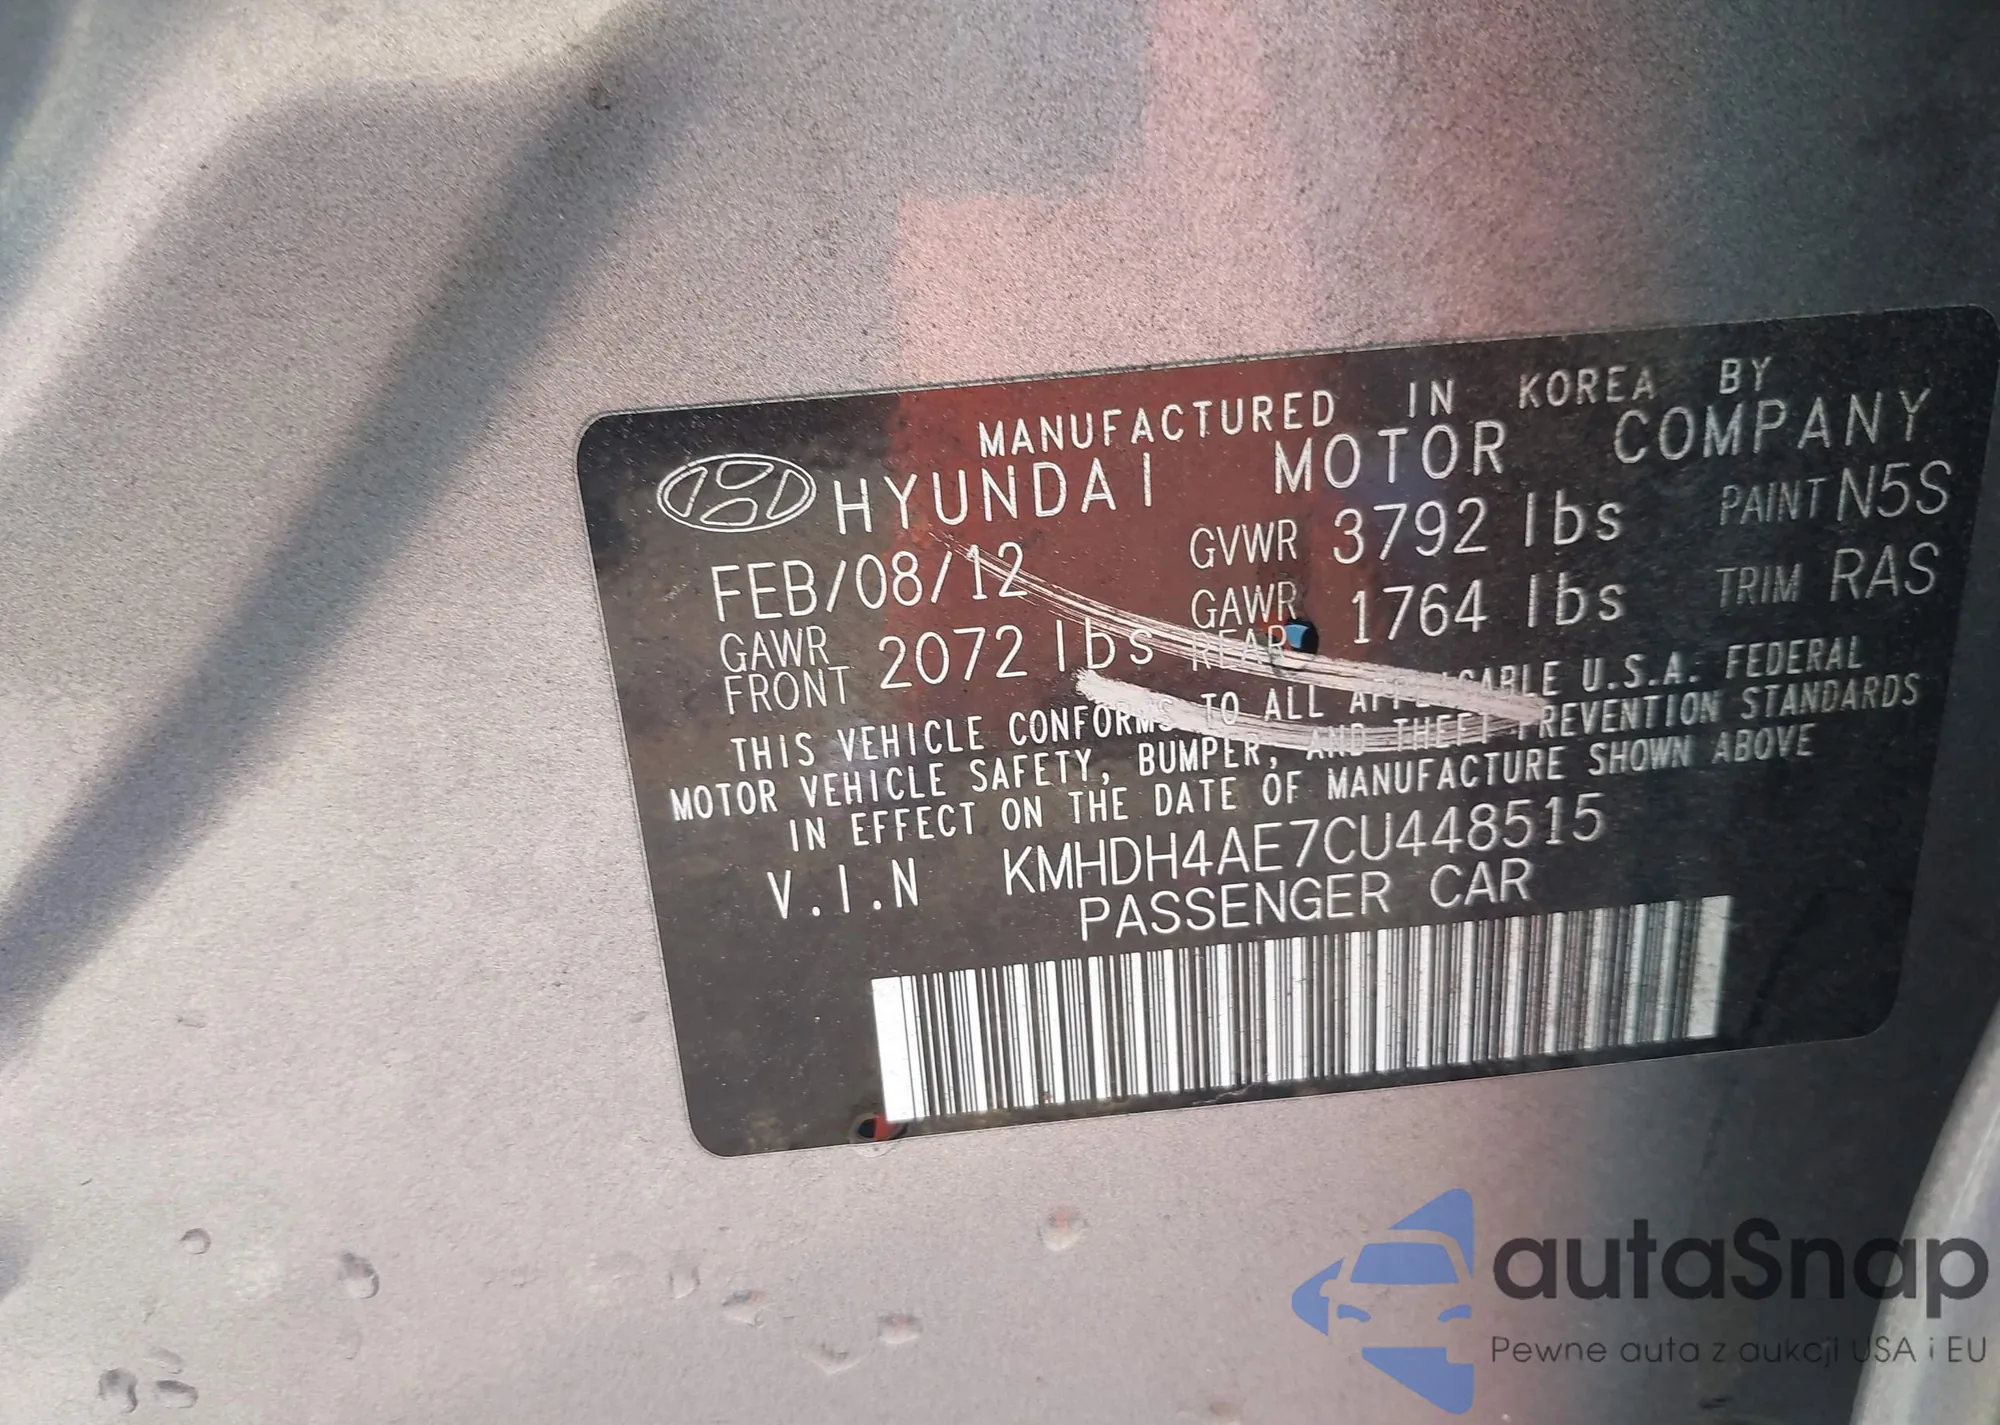 MANUFACTURED IN KOREA BY
HYUNDAI MOTOR COMPANY
FEB/08/12 GVWR 3792 lbs PAINT N5S
GAWR FRONT 2072 lbs GAWR REAR 1764 lbs TRIM RAS
THIS VEHICLE CONFORMS TO ALL APPLICABLE U.S.A. FEDERAL
MOTOR VEHICLE SAFETY, BUMPER, AND THEFT PREVENTION STANDARDS
IN EFFECT ON THE DATE OF MANUFACTURE SHOWN ABOVE
V.I.N KMHDH4AE7CU448515
PASSENGER CAR
autaSnap
Pewne auta z aukcji USA i EU